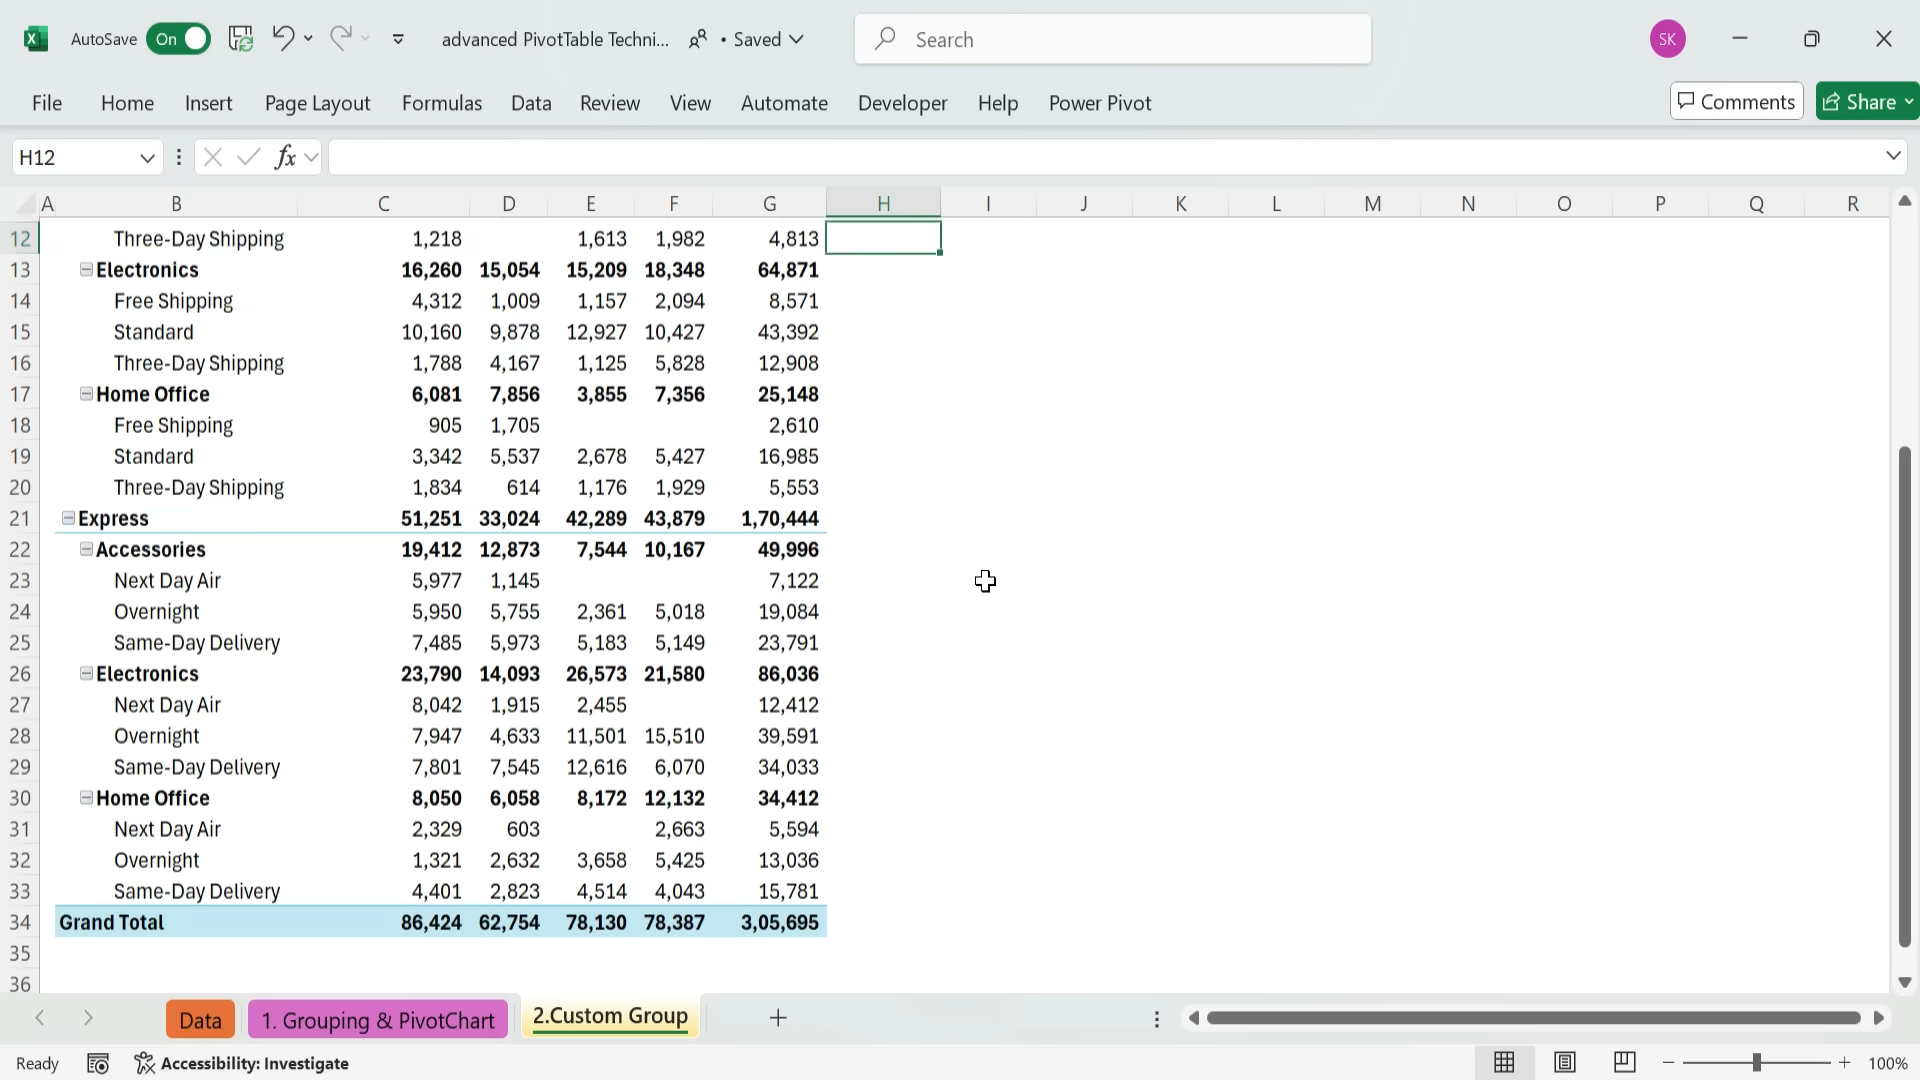 AutoSave On advanced PivotTable Techni... • Saved Search SK
File Home Insert Page Layout Formulas Data Review View Automate Developer Help Power Pivot Comments Share
H12 fx
A B C D E F G H I J K L M N O P Q R
12 Three-Day Shipping 1,218 1,613 1,982 4,813
13 Electronics 16,260 15,054 15,209 18,348 64,871
14 Free Shipping 4,312 1,009 1,157 2,094 8,571
15 Standard 10,160 9,878 12,927 10,427 43,392
16 Three-Day Shipping 1,788 4,167 1,125 5,828 12,908
17 Home Office 6,081 7,856 3,855 7,356 25,148
18 Free Shipping 905 1,705 2,610
19 Standard 3,342 5,537 2,678 5,427 16,985
20 Three-Day Shipping 1,834 614 1,176 1,929 5,553
21 Express 51,251 33,024 42,289 43,879 1,70,444
22 Accessories 19,412 12,873 7,544 10,167 49,996
23 Next Day Air 5,977 1,145 7,122
24 Overnight 5,950 5,755 2,361 5,018 19,084
25 Same-Day Delivery 7,485 5,973 5,183 5,149 23,791
26 Electronics 23,790 14,093 26,573 21,580 86,036
27 Next Day Air 8,042 1,915 2,455 12,412
28 Overnight 7,947 4,633 11,501 15,510 39,591
29 Same-Day Delivery 7,801 7,545 12,616 6,070 34,033
30 Home Office 8,050 6,058 8,172 12,132 34,412
31 Next Day Air 2,329 603 2,663 5,594
32 Overnight 1,321 2,632 3,658 5,425 13,036
33 Same-Day Delivery 4,401 2,823 4,514 4,043 15,781
34 Grand Total 86,424 62,754 78,130 78,387 3,05,695
35
36
Data 1. Grouping & PivotChart 2.Custom Group
Ready Accessibility: Investigate 100%